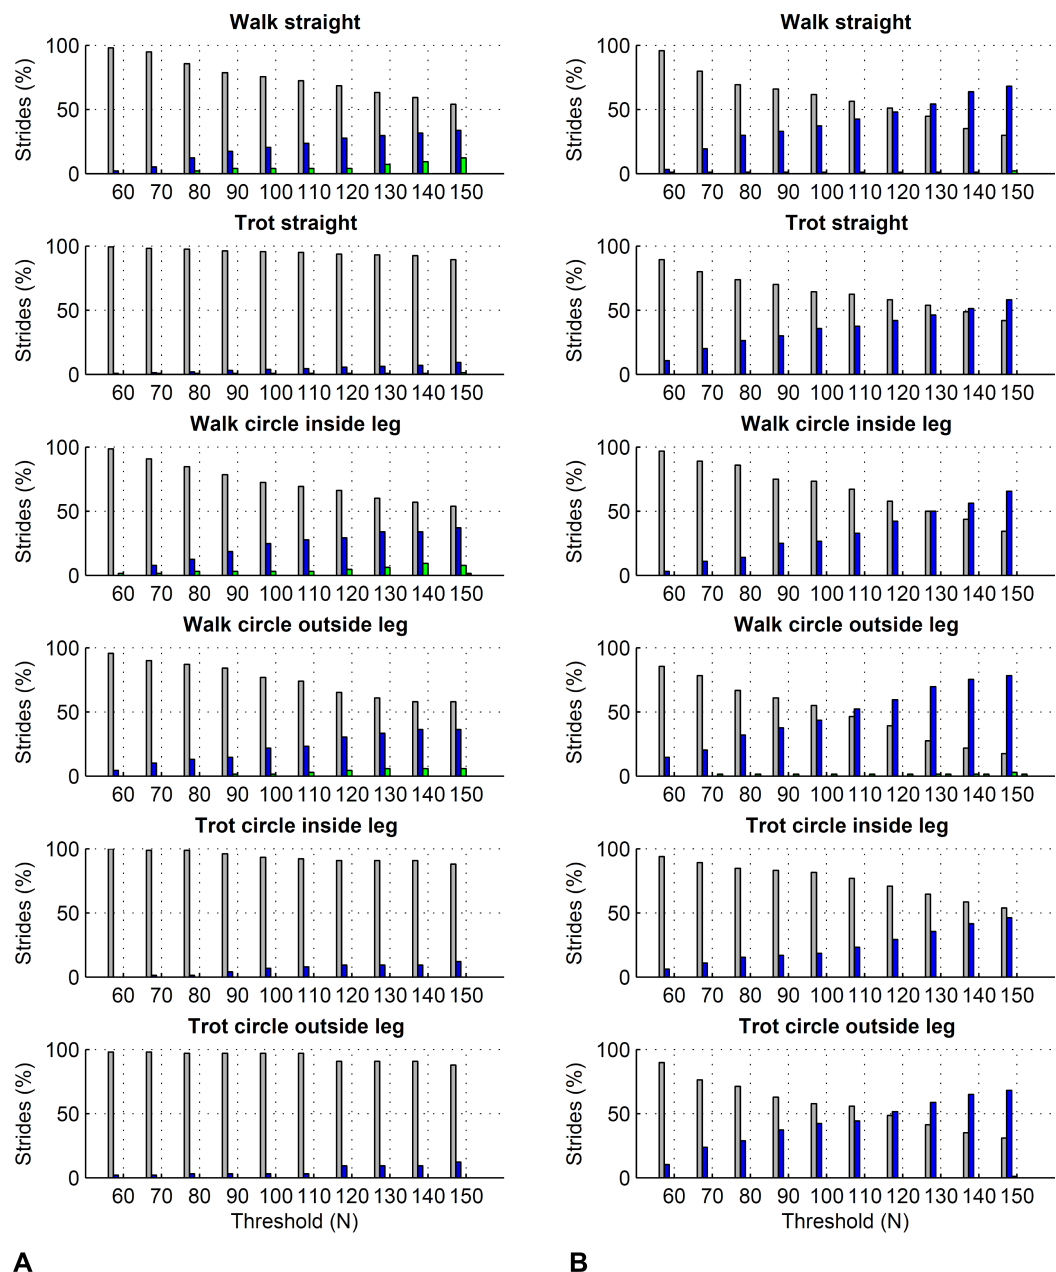 Walk straight
Strides (%)
100
50
0
60 70 80 90 100 110 120 130 140 150
Trot straight
Strides (%)
100
50
0
60 70 80 90 100 110 120 130 140 150
Walk circle inside leg
Strides (%)
100
50
0
60 70 80 90 100 110 120 130 140 150
Walk circle outside leg
Strides (%)
100
50
0
60 70 80 90 100 110 120 130 140 150
Trot circle inside leg
Strides (%)
100
50
0
60 70 80 90 100 110 120 130 140 150
Trot circle outside leg
Strides (%)
100
50
0
60 70 80 90 100 110 120 130 140 150
Threshold (N)
A
Walk straight
Strides (%)
100
50
0
60 70 80 90 100 110 120 130 140 150
Trot straight
Strides (%)
100
50
0
60 70 80 90 100 110 120 130 140 150
Walk circle inside leg
Strides (%)
100
50
0
60 70 80 90 100 110 120 130 140 150
Walk circle outside leg
Strides (%)
100
50
0
60 70 80 90 100 110 120 130 140 150
Trot circle inside leg
Strides (%)
100
50
0
60 70 80 90 100 110 120 130 140 150
Trot circle outside leg
Strides (%)
100
50
0
60 70 80 90 100 110 120 130 140 150
Threshold (N)
B